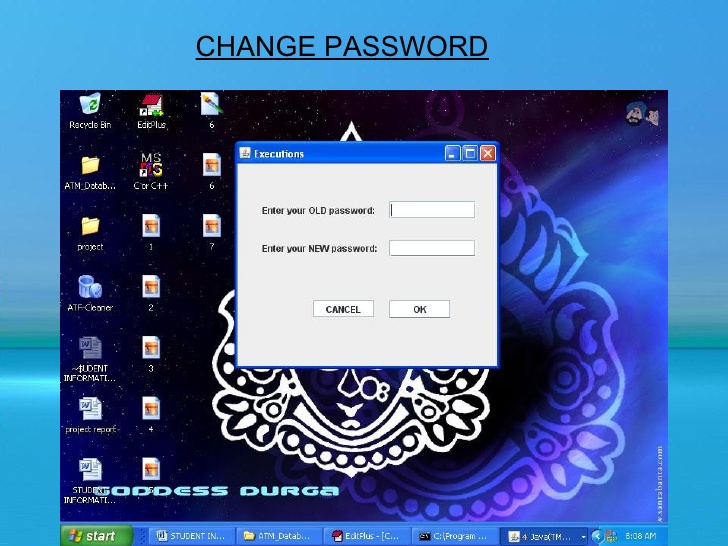 CHANGE PASSWORD
Recycle Bin
EditPlus
6
ATM_Datab...
C or C++
6
project
1
7
ATF-Cleaner
2
~$UDENT
INFORMATI...
3
project report
4
STUDENT
INFORMATI...
5
Executions
Enter your OLD password:
Enter your NEW password:
CANCEL
OK
GODDESS DURGA
start
STUDENT IN...
ATM_Datab...
EditPlus - [C...
C:\Program ...
4 Java(TM...
8:08 AM